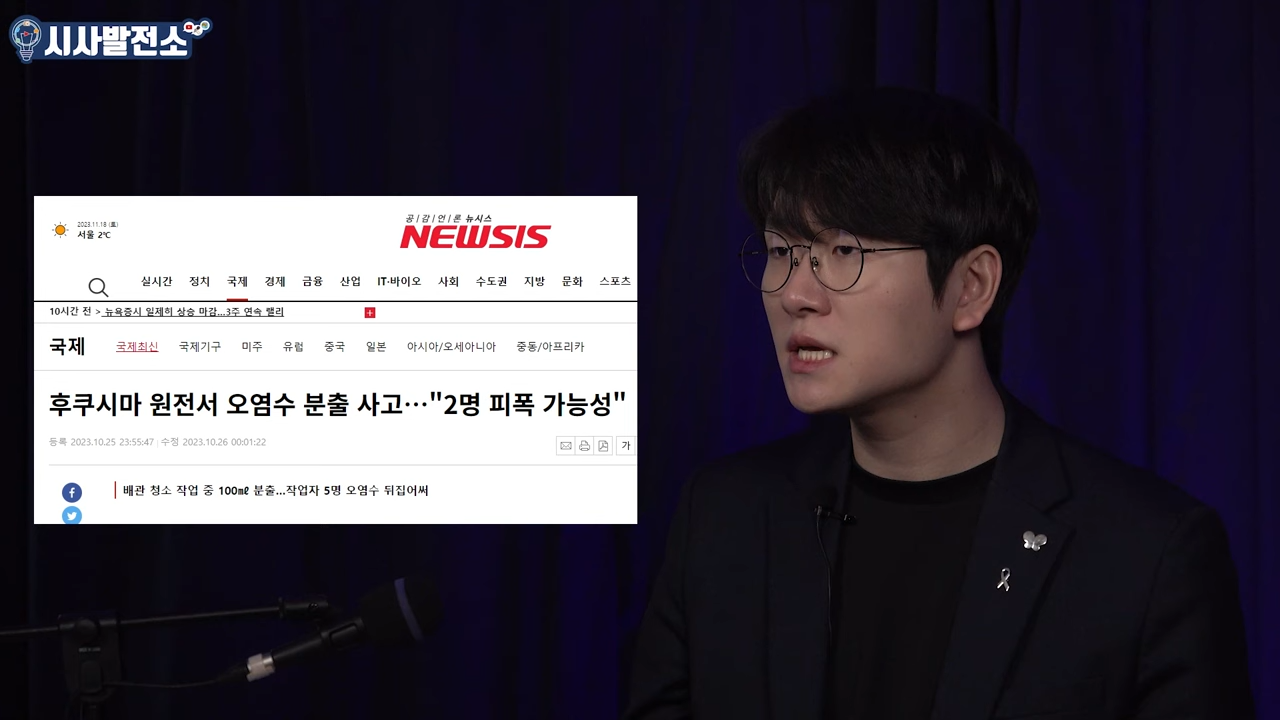 시사발전소
2023.11.18 (토)
서울 2℃
공|감|언|론 뉴시스
NEWSIS
실시간 정치 국제 경제 금융 산업 IT·바이오 사회 수도권 지방 문화 스포츠
10시간 전 > 뉴욕증시 일제히 상승 마감...3주 연속 랠리
국제 국제최신 국제기구 미주 유럽 중국 일본 아시아/오세아니아 중동/아프리카
후쿠시마 원전서 오염수 분출 사고…"2명 피폭 가능성"
등록 2023.10.25 23:55:47 | 수정 2023.10.26 00:01:22
가
배관 청소 작업 중 100㎖ 분출...작업자 5명 오염수 뒤집어써